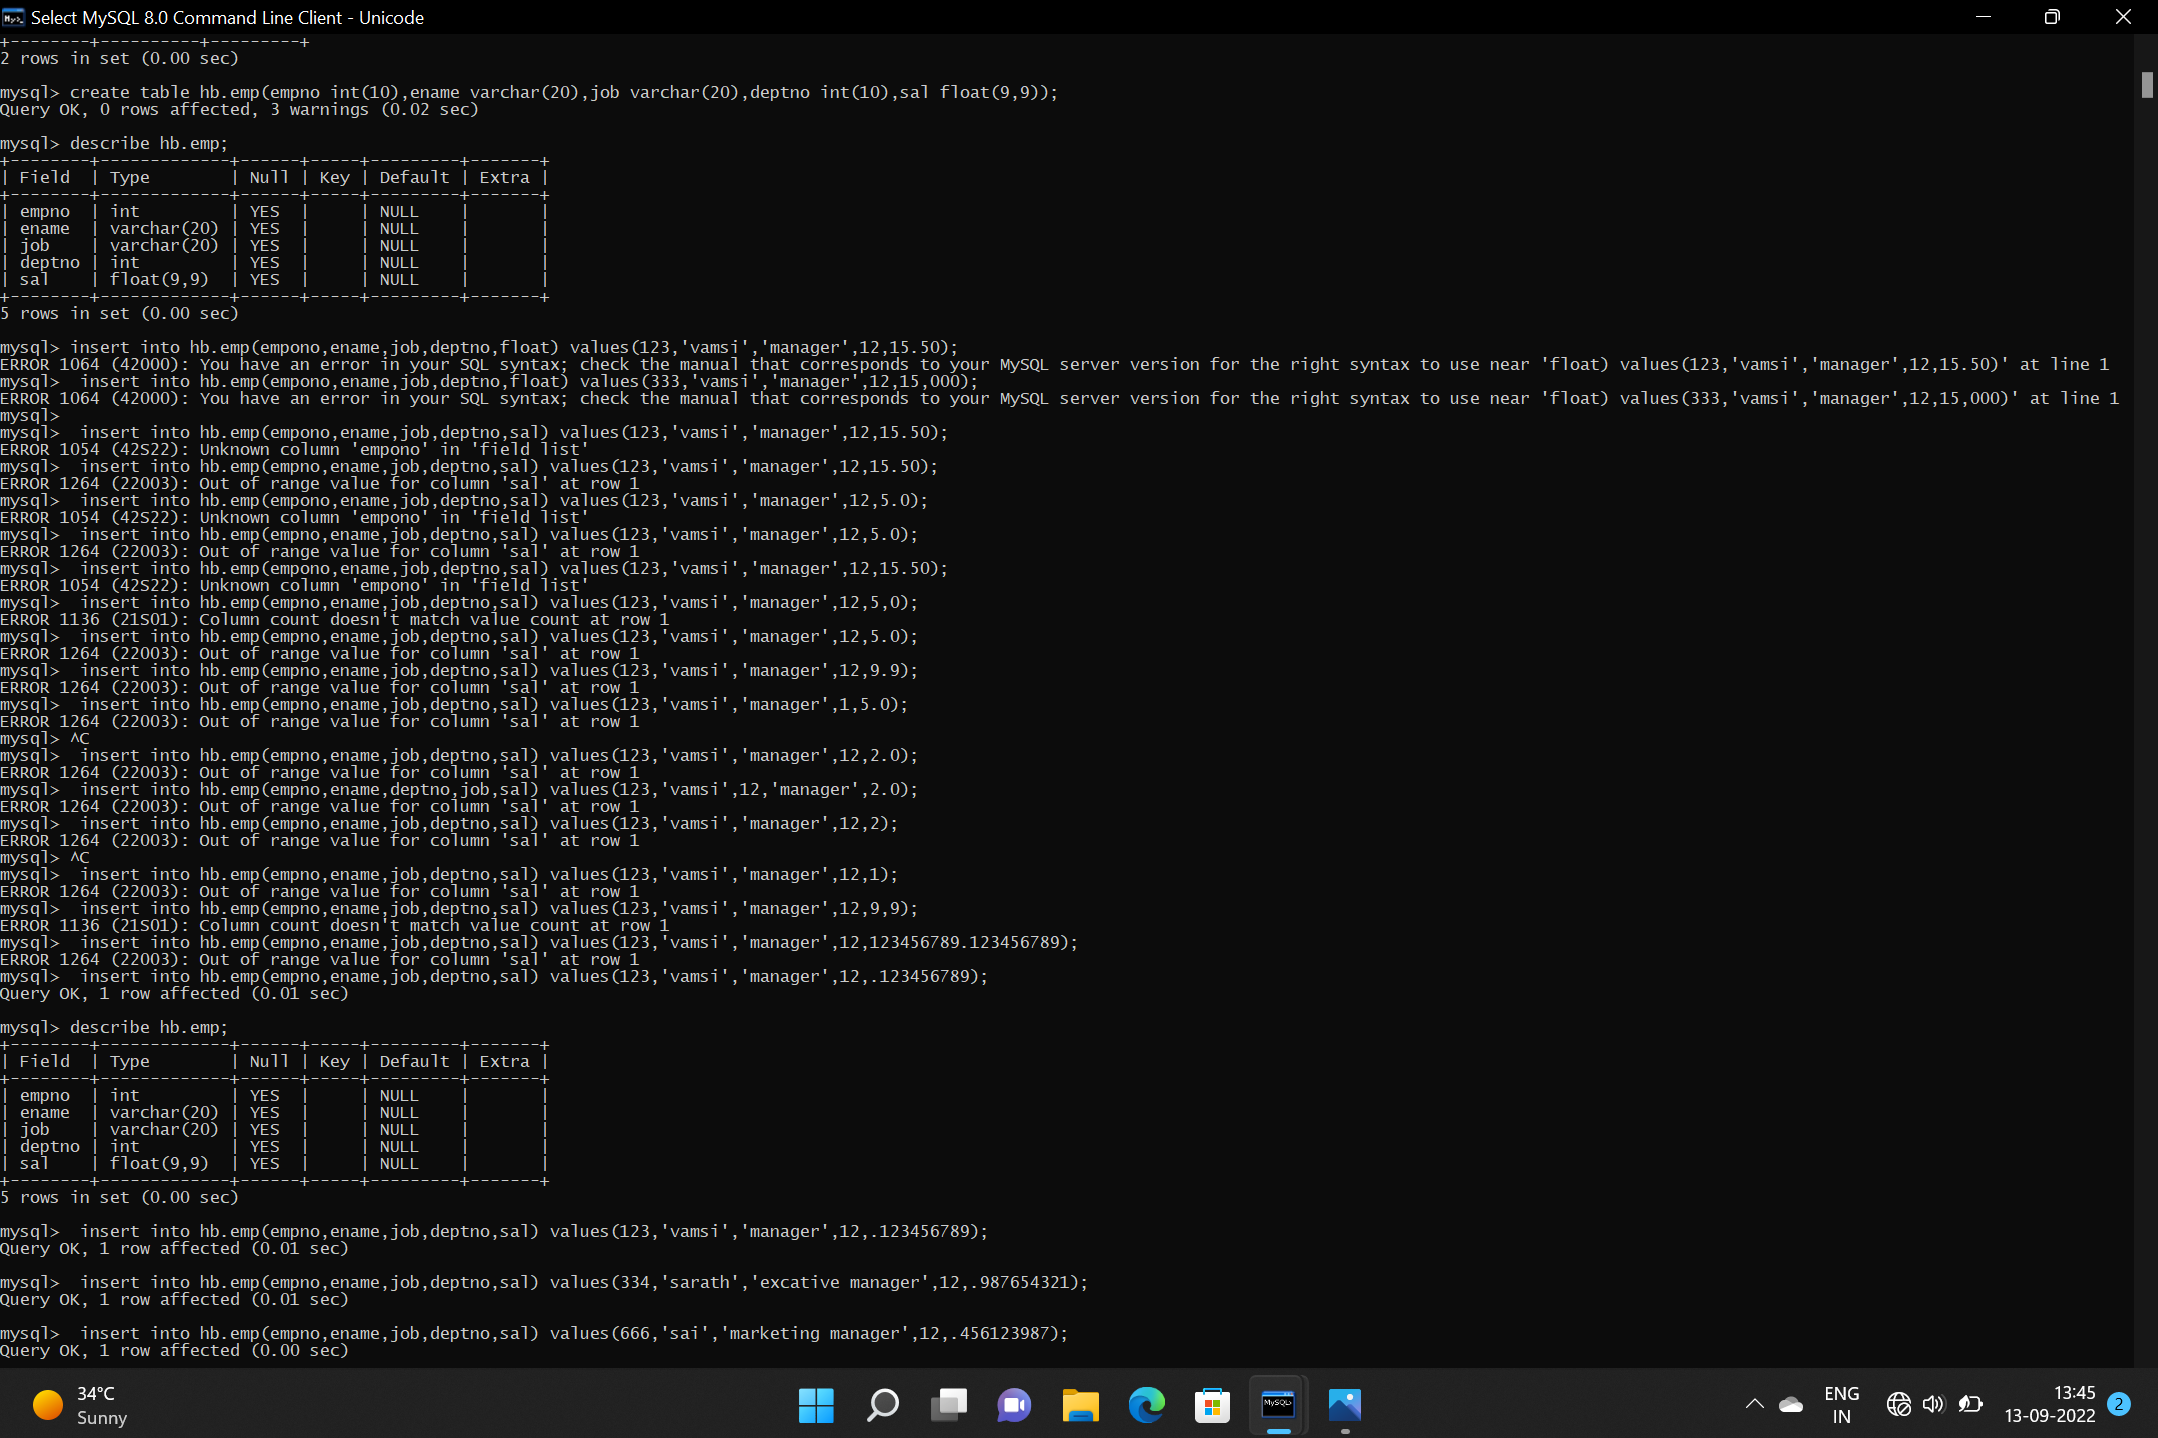 Select MySQL 8.0 Command Line Client - Unicode
+--------+----------+---------+
2 rows in set (0.00 sec)
mysql> create table hb.emp(empno int(10),ename varchar(20),job varchar(20),deptno int(10),sal float(9,9));
Query OK, 0 rows affected, 3 warnings (0.02 sec)
mysql> describe hb.emp;
+--------+-------------+------+-----+---------+-------+
| Field  | Type        | Null | Key | Default | Extra |
+--------+-------------+------+-----+---------+-------+
| empno  | int         | YES  |     | NULL    |       |
| ename  | varchar(20) | YES  |     | NULL    |       |
| job    | varchar(20) | YES  |     | NULL    |       |
| deptno | int         | YES  |     | NULL    |       |
| sal    | float(9,9)  | YES  |     | NULL    |       |
+--------+-------------+------+-----+---------+-------+
5 rows in set (0.00 sec)
mysql> insert into hb.emp(empono,ename,job,deptno,float) values(123,'vamsi','manager',12,15.50);
ERROR 1064 (42000): You have an error in your SQL syntax; check the manual that corresponds to your MySQL server version for the right syntax to use near 'float) values(123,'vamsi','manager',12,15.50)' at line 1
mysql>  insert into hb.emp(empono,ename,job,deptno,float) values(333,'vamsi','manager',12,15,000);
ERROR 1064 (42000): You have an error in your SQL syntax; check the manual that corresponds to your MySQL server version for the right syntax to use near 'float) values(333,'vamsi','manager',12,15,000)' at line 1
mysql>
mysql>  insert into hb.emp(empono,ename,job,deptno,sal) values(123,'vamsi','manager',12,15.50);
ERROR 1054 (42S22): Unknown column 'empono' in 'field list'
mysql>  insert into hb.emp(empno,ename,job,deptno,sal) values(123,'vamsi','manager',12,15.50);
ERROR 1264 (22003): Out of range value for column 'sal' at row 1
mysql>  insert into hb.emp(empono,ename,job,deptno,sal) values(123,'vamsi','manager',12,5.0);
ERROR 1054 (42S22): Unknown column 'empono' in 'field list'
mysql>  insert into hb.emp(empno,ename,job,deptno,sal) values(123,'vamsi','manager',12,5.0);
ERROR 1264 (22003): Out of range value for column 'sal' at row 1
mysql>  insert into hb.emp(empono,ename,job,deptno,sal) values(123,'vamsi','manager',12,15.50);
ERROR 1054 (42S22): Unknown column 'empono' in 'field list'
mysql>  insert into hb.emp(empno,ename,job,deptno,sal) values(123,'vamsi','manager',12,5,0);
ERROR 1136 (21S01): Column count doesn't match value count at row 1
mysql>  insert into hb.emp(empno,ename,job,deptno,sal) values(123,'vamsi','manager',12,5.0);
ERROR 1264 (22003): Out of range value for column 'sal' at row 1
mysql>  insert into hb.emp(empno,ename,job,deptno,sal) values(123,'vamsi','manager',12,9.9);
ERROR 1264 (22003): Out of range value for column 'sal' at row 1
mysql>  insert into hb.emp(empno,ename,job,deptno,sal) values(123,'vamsi','manager',1,5.0);
ERROR 1264 (22003): Out of range value for column 'sal' at row 1
mysql> ^C
mysql>  insert into hb.emp(empno,ename,job,deptno,sal) values(123,'vamsi','manager',12,2.0);
ERROR 1264 (22003): Out of range value for column 'sal' at row 1
mysql>  insert into hb.emp(empno,ename,deptno,job,sal) values(123,'vamsi',12,'manager',2.0);
ERROR 1264 (22003): Out of range value for column 'sal' at row 1
mysql>  insert into hb.emp(empno,ename,job,deptno,sal) values(123,'vamsi','manager',12,2);
ERROR 1264 (22003): Out of range value for column 'sal' at row 1
mysql> ^C
mysql>  insert into hb.emp(empno,ename,job,deptno,sal) values(123,'vamsi','manager',12,1);
ERROR 1264 (22003): Out of range value for column 'sal' at row 1
mysql>  insert into hb.emp(empno,ename,job,deptno,sal) values(123,'vamsi','manager',12,9,9);
ERROR 1136 (21S01): Column count doesn't match value count at row 1
mysql>  insert into hb.emp(empno,ename,job,deptno,sal) values(123,'vamsi','manager',12,123456789.123456789);
ERROR 1264 (22003): Out of range value for column 'sal' at row 1
mysql>  insert into hb.emp(empno,ename,job,deptno,sal) values(123,'vamsi','manager',12,.123456789);
Query OK, 1 row affected (0.01 sec)
mysql> describe hb.emp;
+--------+-------------+------+-----+---------+-------+
| Field  | Type        | Null | Key | Default | Extra |
+--------+-------------+------+-----+---------+-------+
| empno  | int         | YES  |     | NULL    |       |
| ename  | varchar(20) | YES  |     | NULL    |       |
| job    | varchar(20) | YES  |     | NULL    |       |
| deptno | int         | YES  |     | NULL    |       |
| sal    | float(9,9)  | YES  |     | NULL    |       |
+--------+-------------+------+-----+---------+-------+
5 rows in set (0.00 sec)
mysql>  insert into hb.emp(empno,ename,job,deptno,sal) values(123,'vamsi','manager',12,.123456789);
Query OK, 1 row affected (0.01 sec)
mysql>  insert into hb.emp(empno,ename,job,deptno,sal) values(334,'sarath','excative manager',12,.987654321);
Query OK, 1 row affected (0.01 sec)
mysql>  insert into hb.emp(empno,ename,job,deptno,sal) values(666,'sai','marketing manager',12,.456123987);
Query OK, 1 row affected (0.00 sec)
34°C
Sunny
MySQL>
ENG
IN
13:45
13-09-2022
2